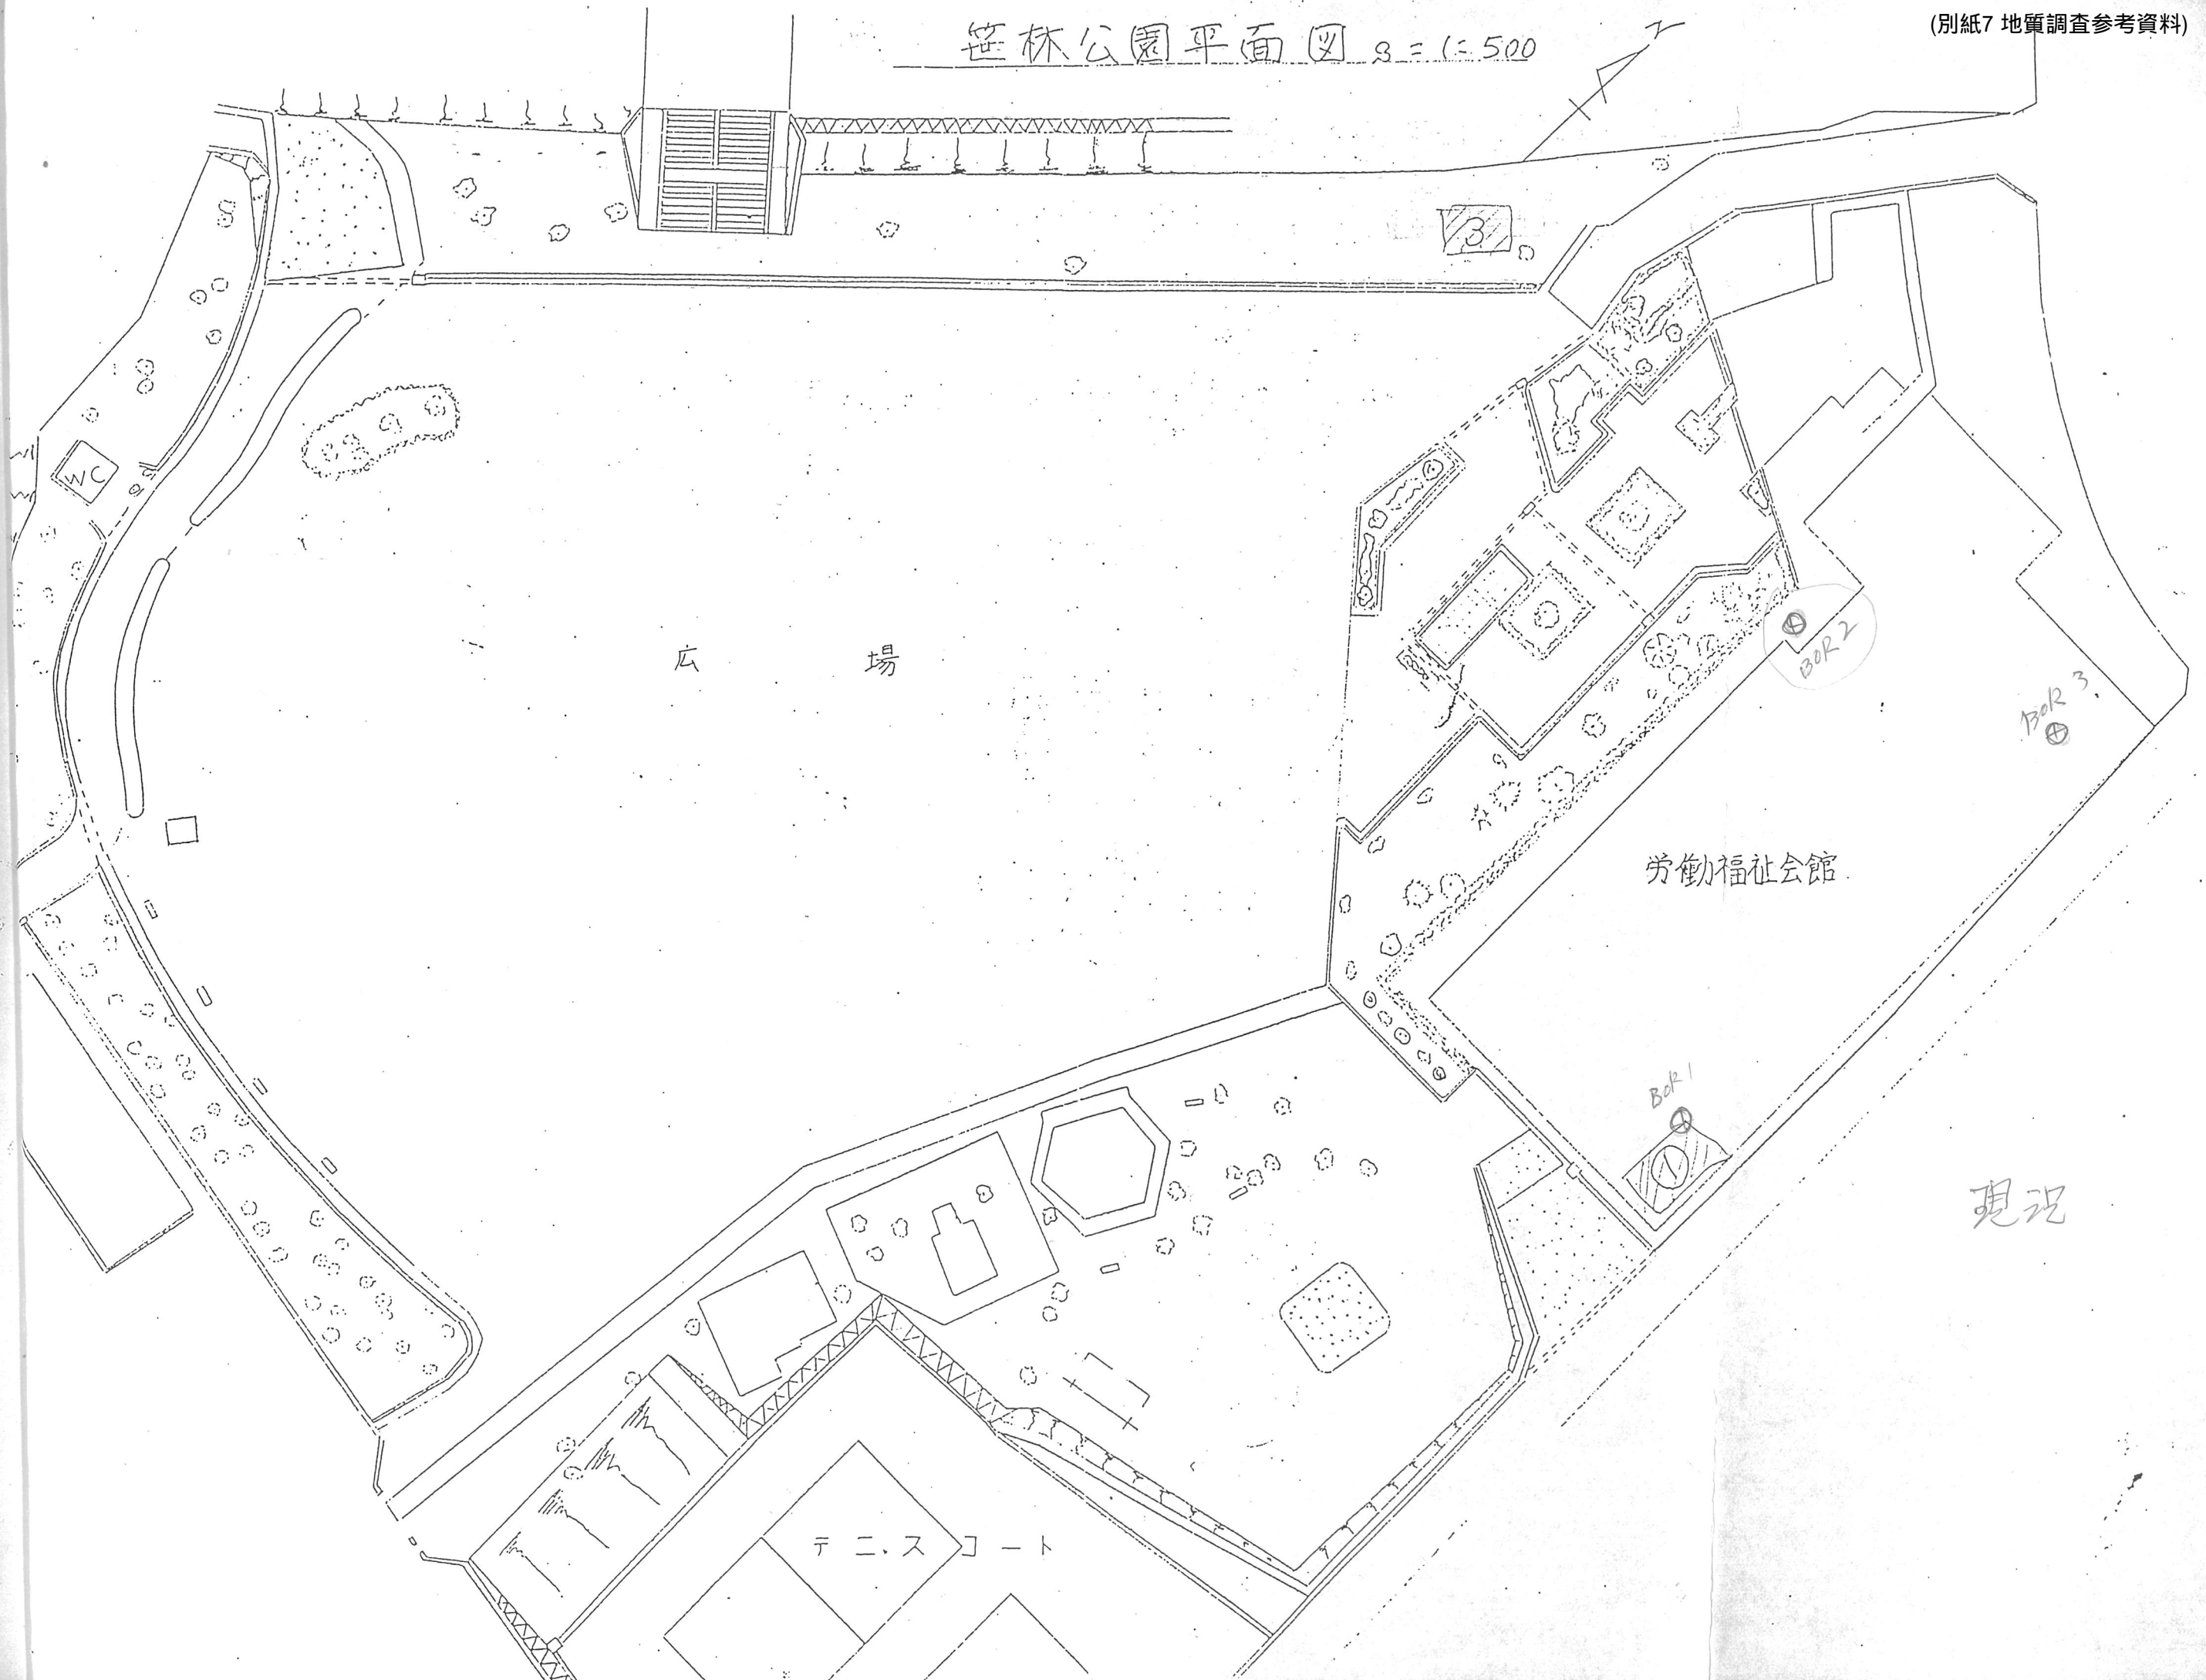 (別紙7 地質調査参考資料)
笹林公園平面図 S=1:500
3
WC
広場
BOR 2
BOR 3
労働福祉会館
BOR 1
1
現況
テニスコート